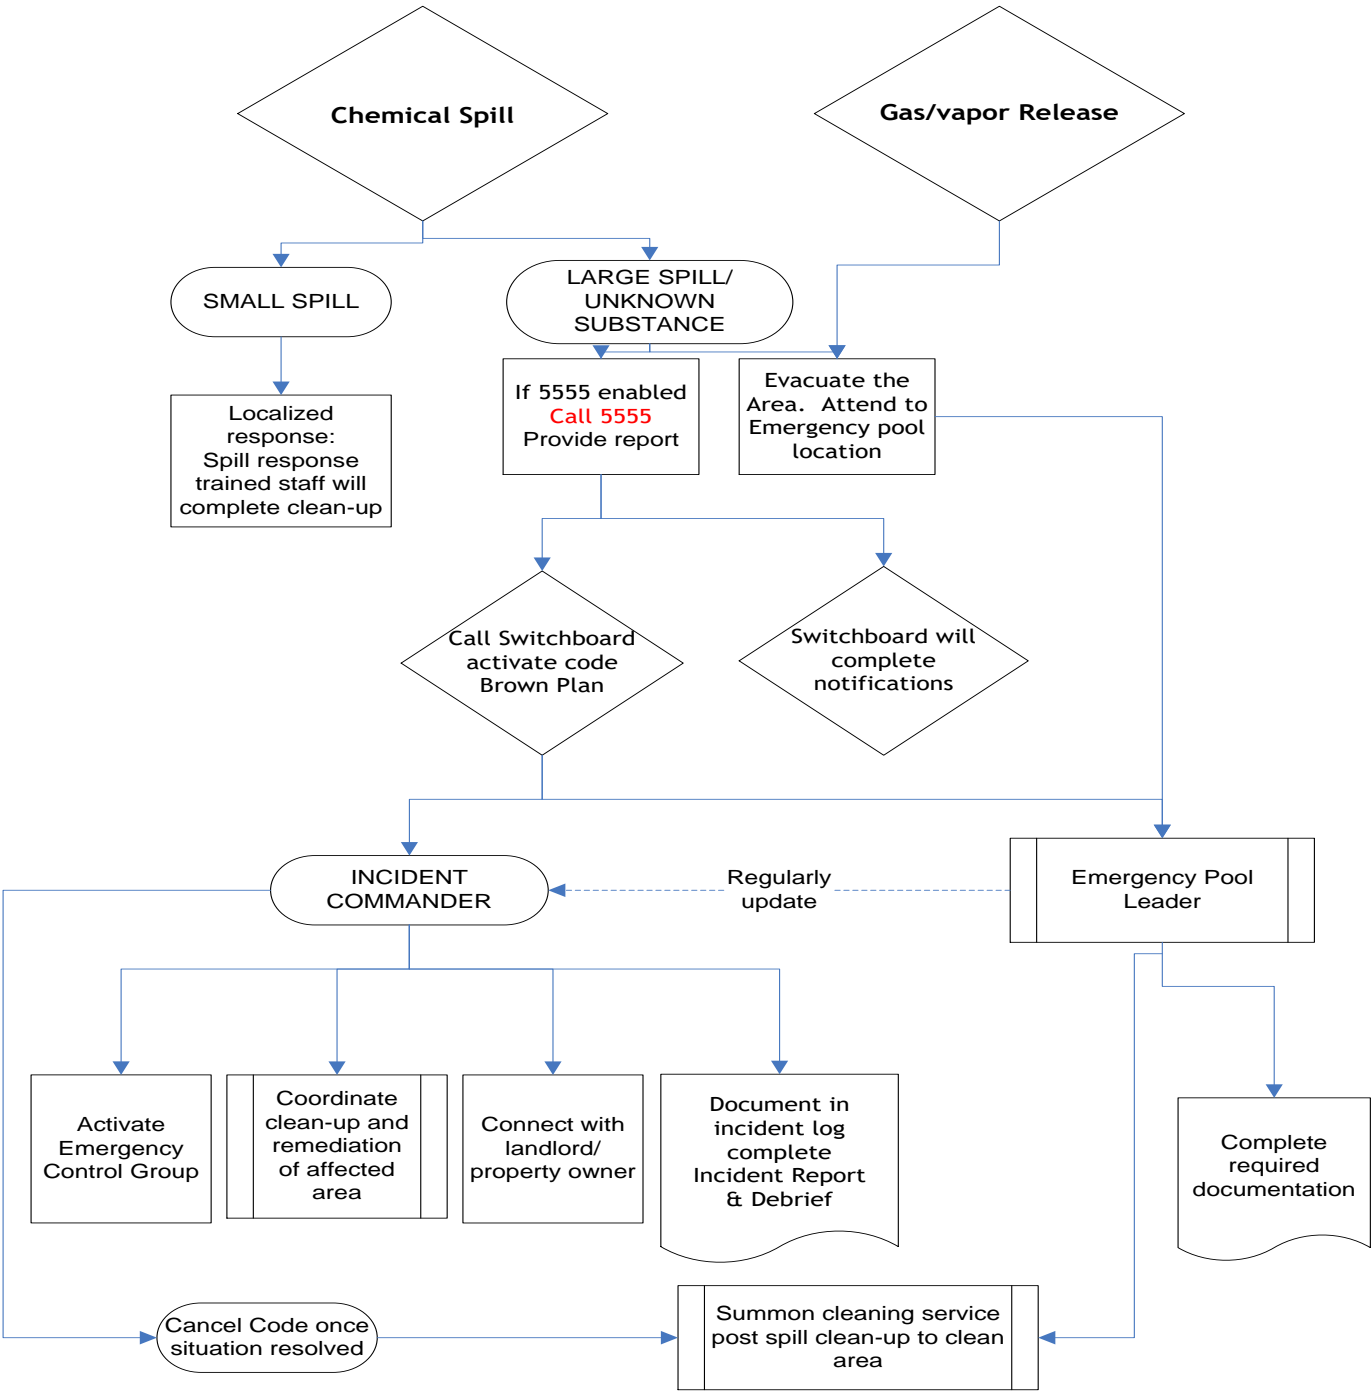 Chemical Spill
Gas/vapor Release
SMALL SPILL
LARGE SPILL/
UNKNOWN
SUBSTANCE
Localized
response:
Spill response
trained staff will
complete clean-up
If 5555 enabled
Call 5555
Provide report
Evacuate the
Area.  Attend to
Emergency pool
location
Call Switchboard
activate code
Brown Plan
Switchboard will
complete
notifications
INCIDENT
COMMANDER
Regularly
update
Emergency Pool
Leader
Activate
Emergency
Control Group
Coordinate
clean-up and
remediation
of affected
area
Connect with
landlord/
property owner
Document in
incident log
complete
Incident Report
& Debrief
Complete
required
documentation
Cancel Code once
situation resolved
Summon cleaning service
post spill clean-up to clean
area